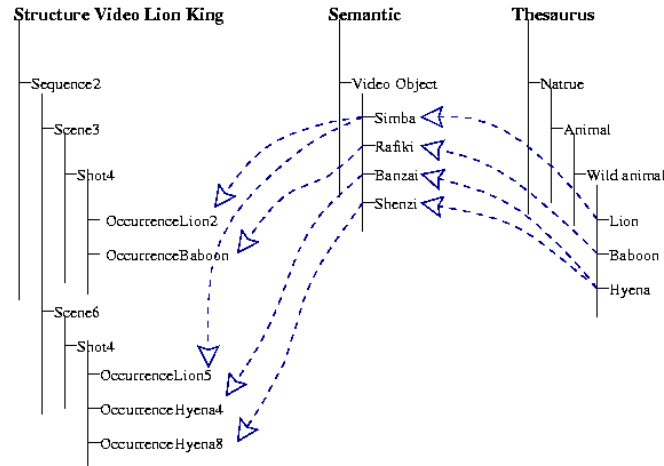 Structure Video Lion King
Semantic
Thesaurus
Sequence2
Scene3
Shot4
OccurrenceLion2
OccurrenceBaboon
Scene6
Shot4
OccurrenceLion5
OccurrenceHyena4
OccurrenceHyena8
Video Object
Simba
Rafiki
Banzai
Shenzi
Natrue
Animal
Wild animal
Lion
Baboon
Hyena